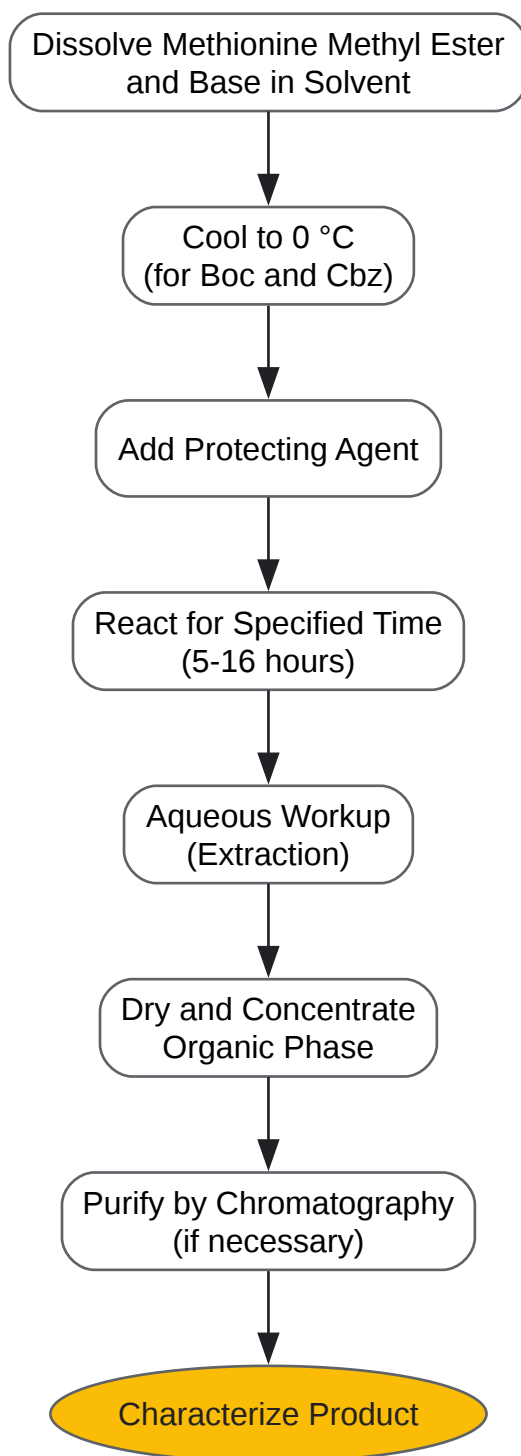 Dissolve Methionine Methyl Ester
and Base in Solvent
Cool to 0 °C
(for Boc and Cbz)
Add Protecting Agent
React for Specified Time
(5-16 hours)
Aqueous Workup
(Extraction)
Dry and Concentrate
Organic Phase
Purify by Chromatography
(if necessary)
Characterize Product